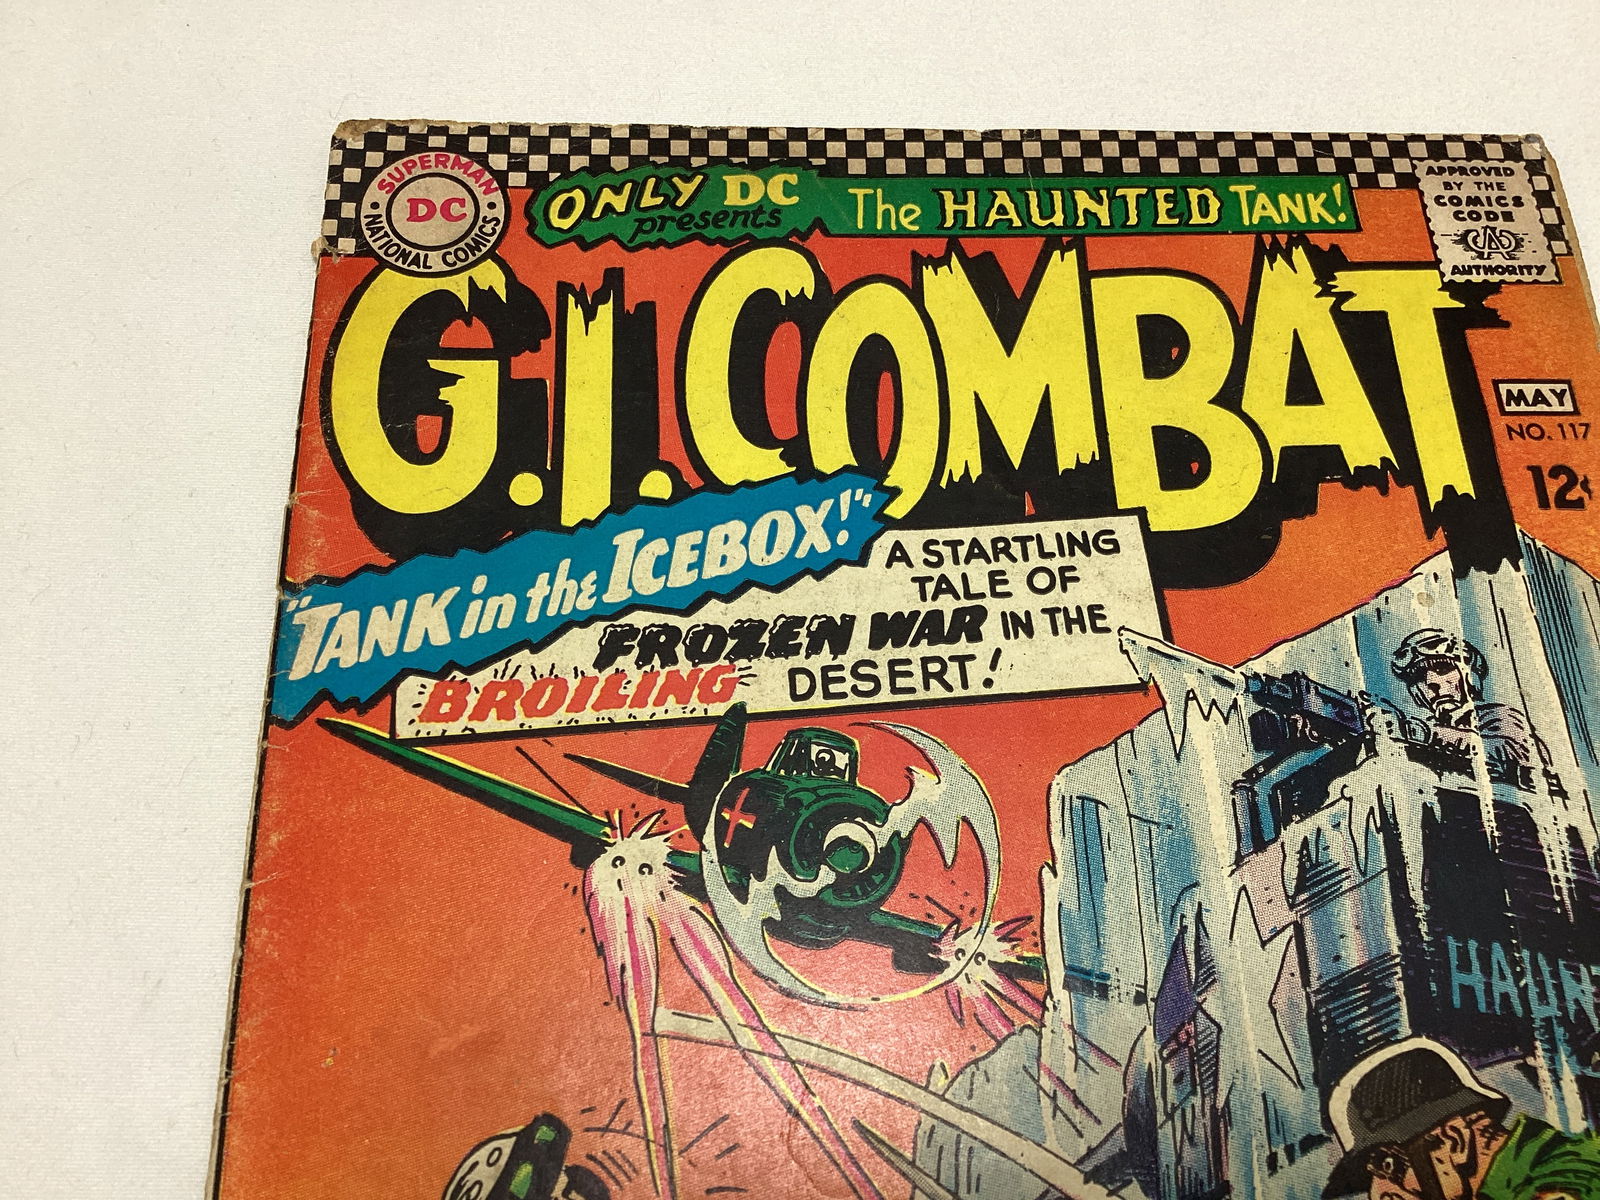 SUPERMAN
DC
NATIONAL COMICS
ONLY DC
presents
The HAUNTED TANK!
APPROVED
BY THE
COMICS
CODE
AUTHORITY
G.I. COMBAT
MAY
NO. 117
12¢
"TANK in the ICEBOX!"
A STARTLING
TALE OF
FROZEN WAR IN THE
BROILING DESERT!
HAUNT